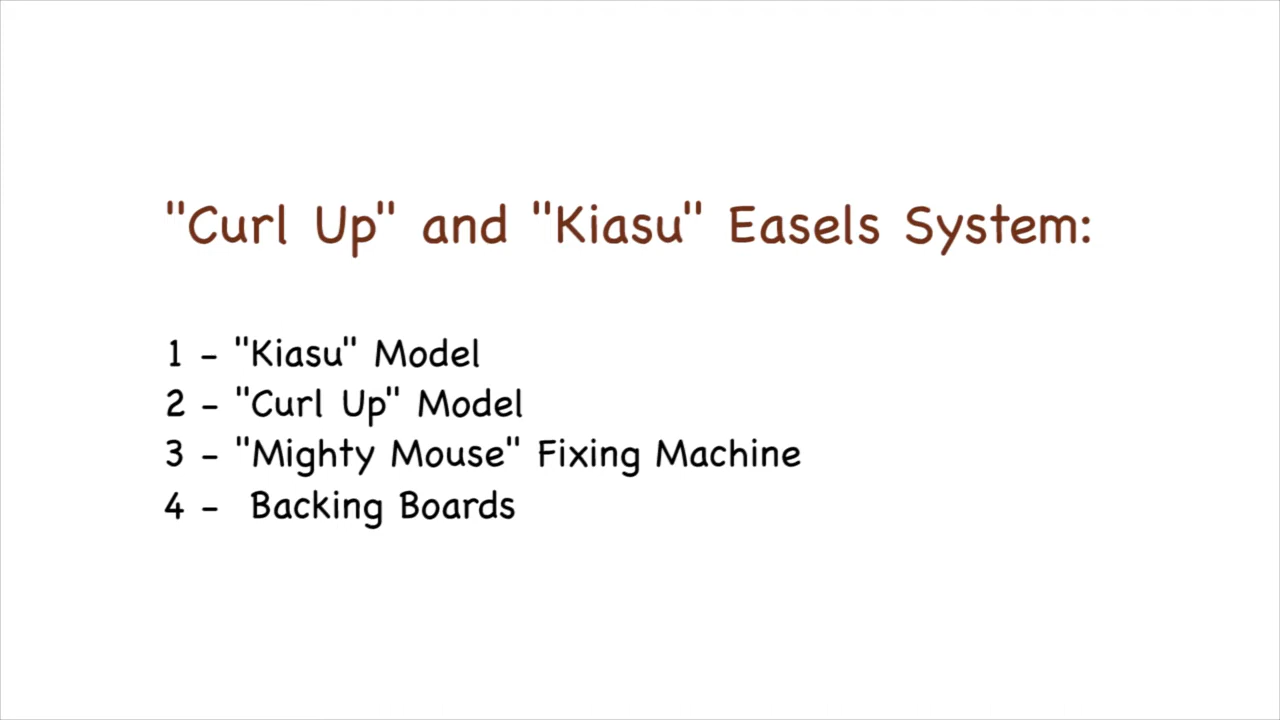 "Curl Up" and "Kiasu" Easels System:
1 - "Kiasu" Model
2 - "Curl Up" Model
3 - "Mighty Mouse" Fixing Machine
4 - Backing Boards